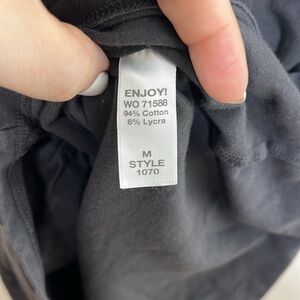 ENJOY!
WO 71588
94% Cotton
6% Lycra
M
STYLE
1070